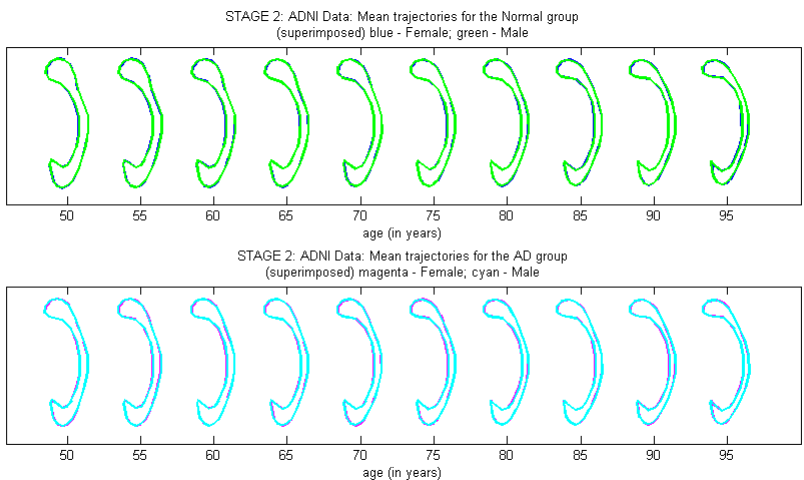 STAGE 2: ADNI Data: Mean trajectories for the Normal group
(superimposed) blue - Female; green - Male
50 55 60 65 70 75 80 85 90 95
age (in years)
STAGE 2: ADNI Data: Mean trajectories for the AD group
(superimposed) magenta - Female; cyan - Male
50 55 60 65 70 75 80 85 90 95
age (in years)